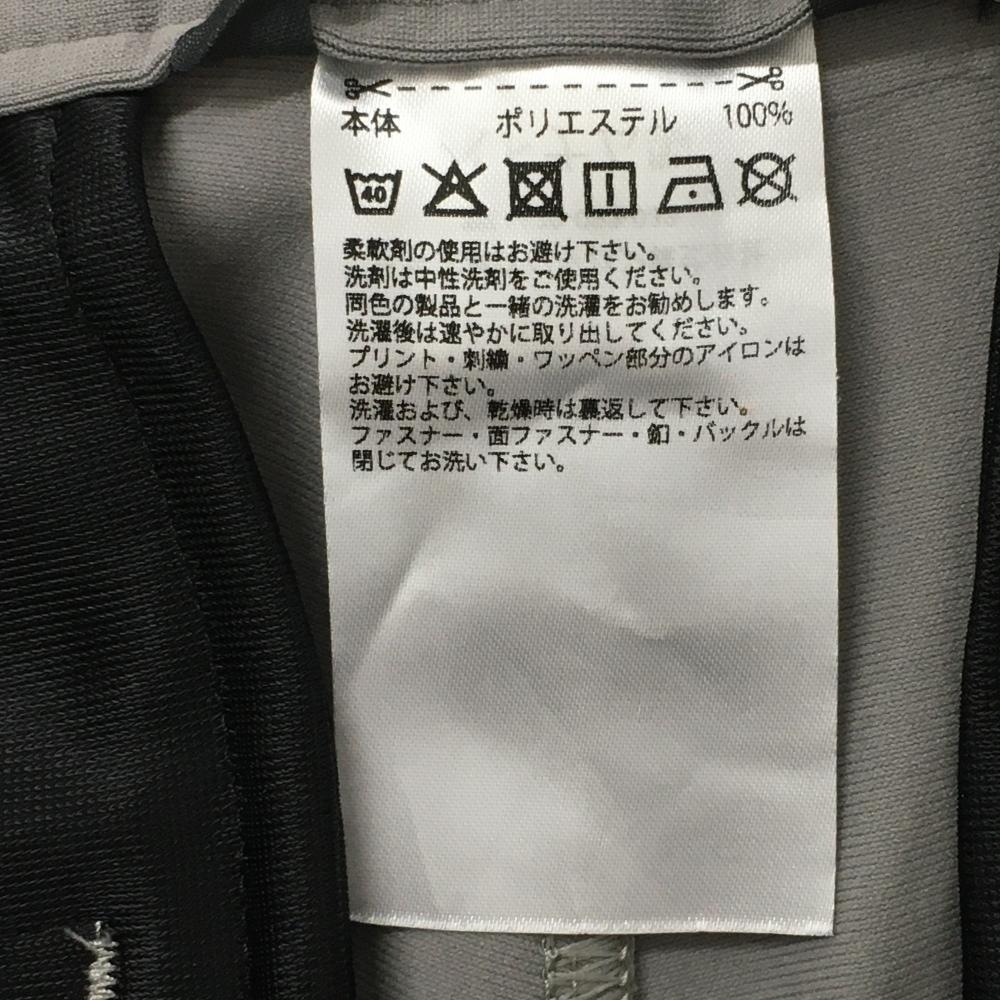 本体 ポリエステル 100%
40
柔軟剤の使用はお避け下さい。
洗剤は中性洗剤をご使用ください。
同色の製品と一緒の洗濯をお勧めします。
洗濯後は速やかに取り出してください。
プリント・刺繍・ワッペン部分のアイロンは
お避け下さい。
洗濯および、乾燥時は裏返して下さい。
ファスナー・面ファスナー・釦・バックルは
閉じてお洗い下さい。